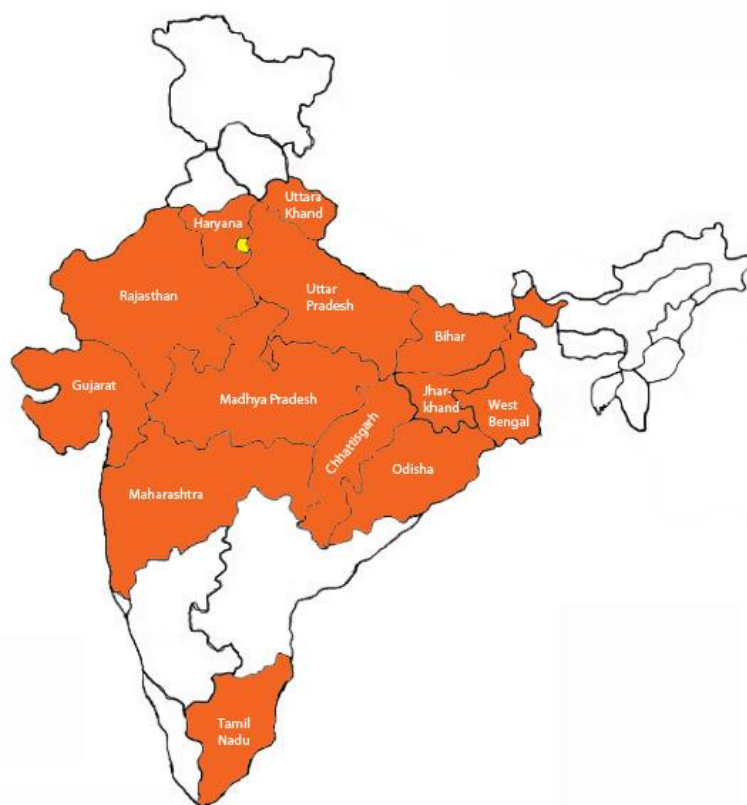 Uttara
Khand
Haryana
Rajasthan
Uttar
Pradesh
Bihar
Gujarat
Madhya Pradesh
Jhar-
khand
West
Bengal
Chhattisgarh
Odisha
Maharashtra
Tamil
Nadu